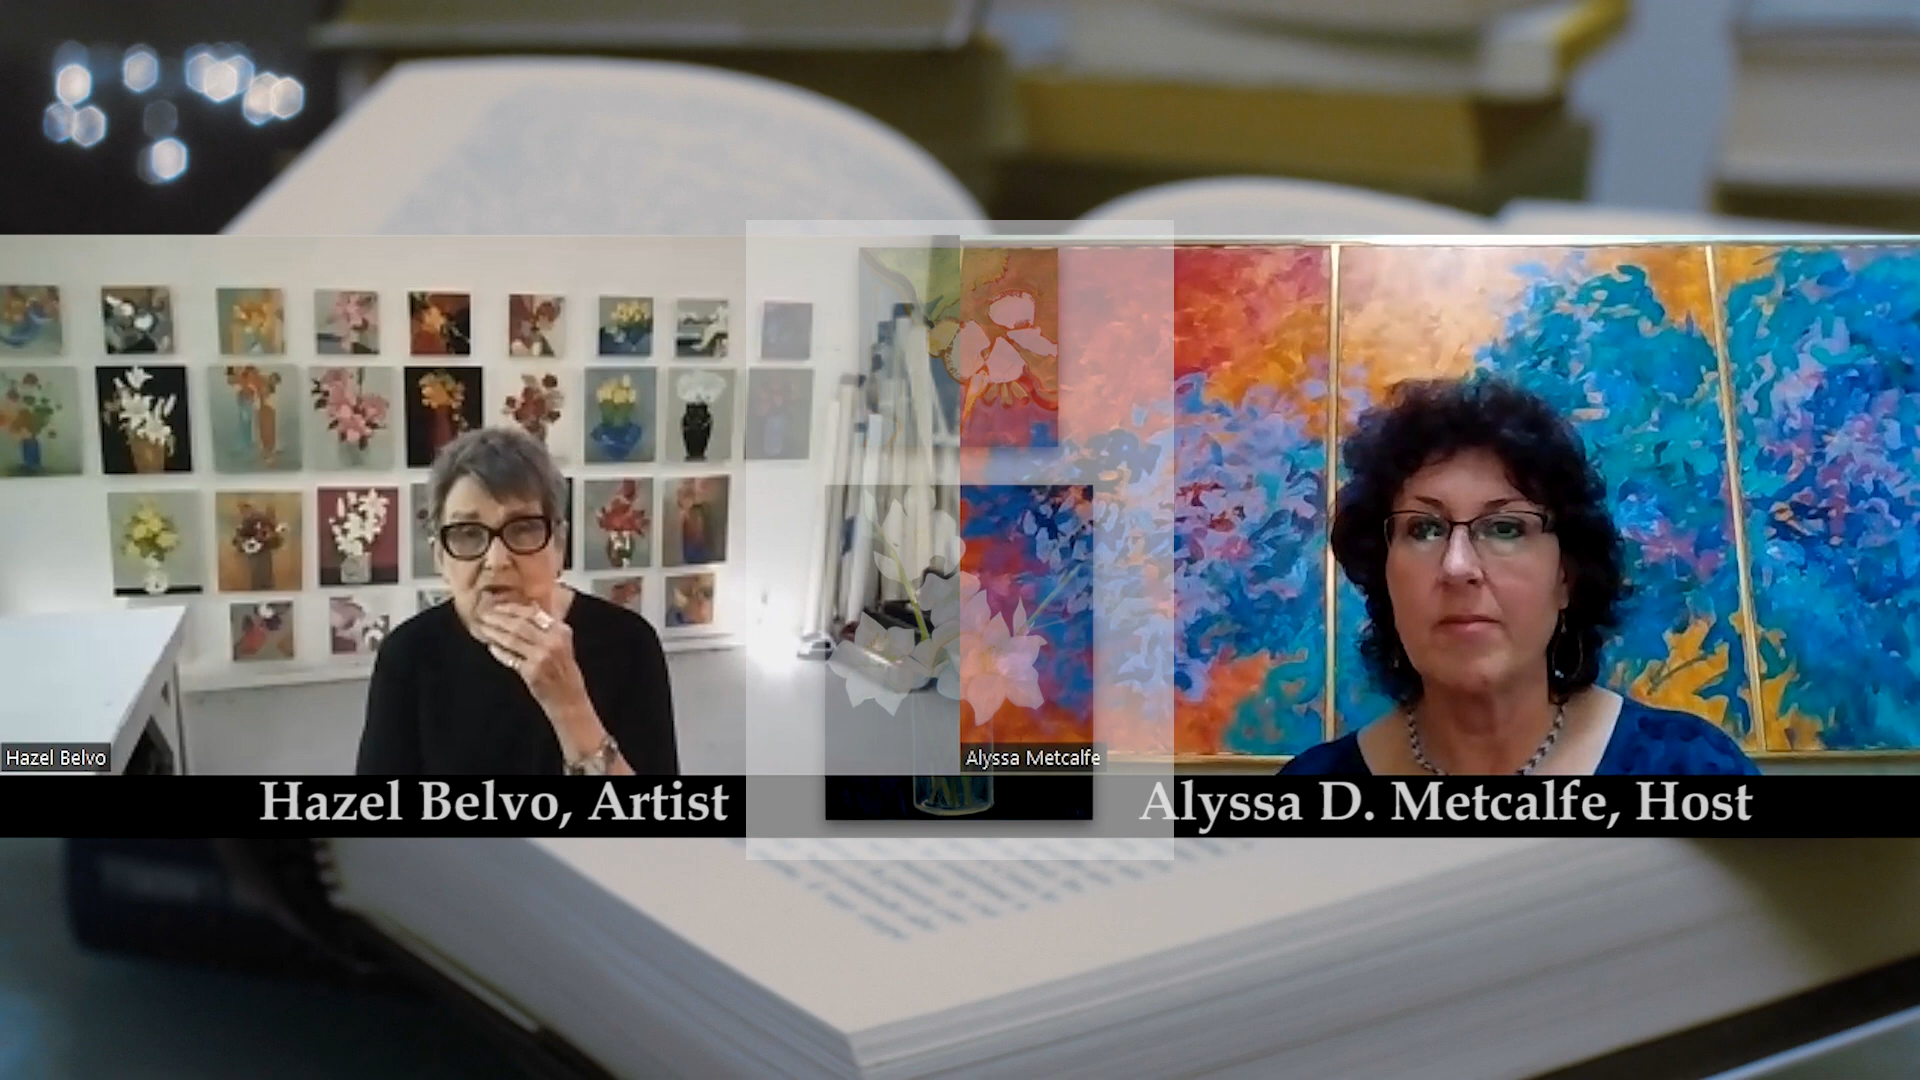 Hazel Belvo
Alyssa Metcalfe
Hazel Belvo, Artist
Alyssa D. Metcalfe, Host